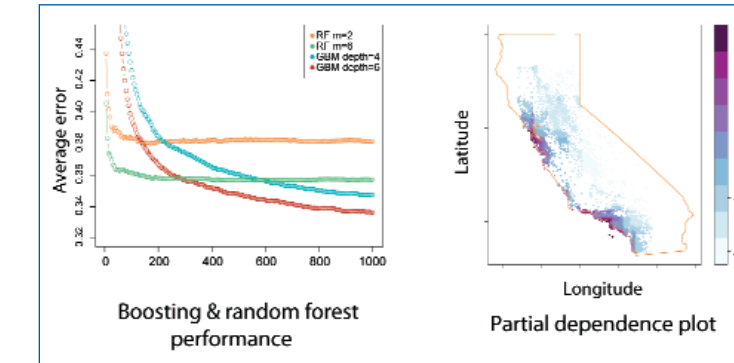 RF m=2
RF m=6
GBM depth=4
GBM depth=6
Average error
0.44
0.42
0.40
0.38
0.36
0.34
0.32
0
200
400
600
800
1000
Boosting & random forest
performance
Latitude
Longitude
Partial dependence plot